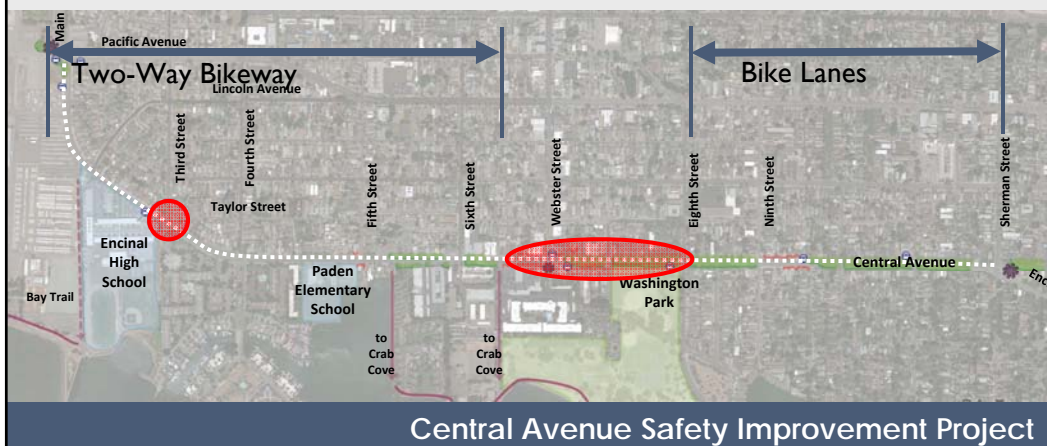 Main
Pacific Avenue
Two-Way Bikeway
Bike Lanes
Lincoln Avenue
Third Street
Fourth Street
Fifth Street
Sixth Street
Webster Street
Eighth Street
Ninth Street
Sherman Street
Taylor Street
Encinal
High
School
Bay Trail
Paden
Elementary
School
Washington
Park
Central Avenue
to
Crab
Cove
to
Crab
Cove
Central Avenue Safety Improvement Project